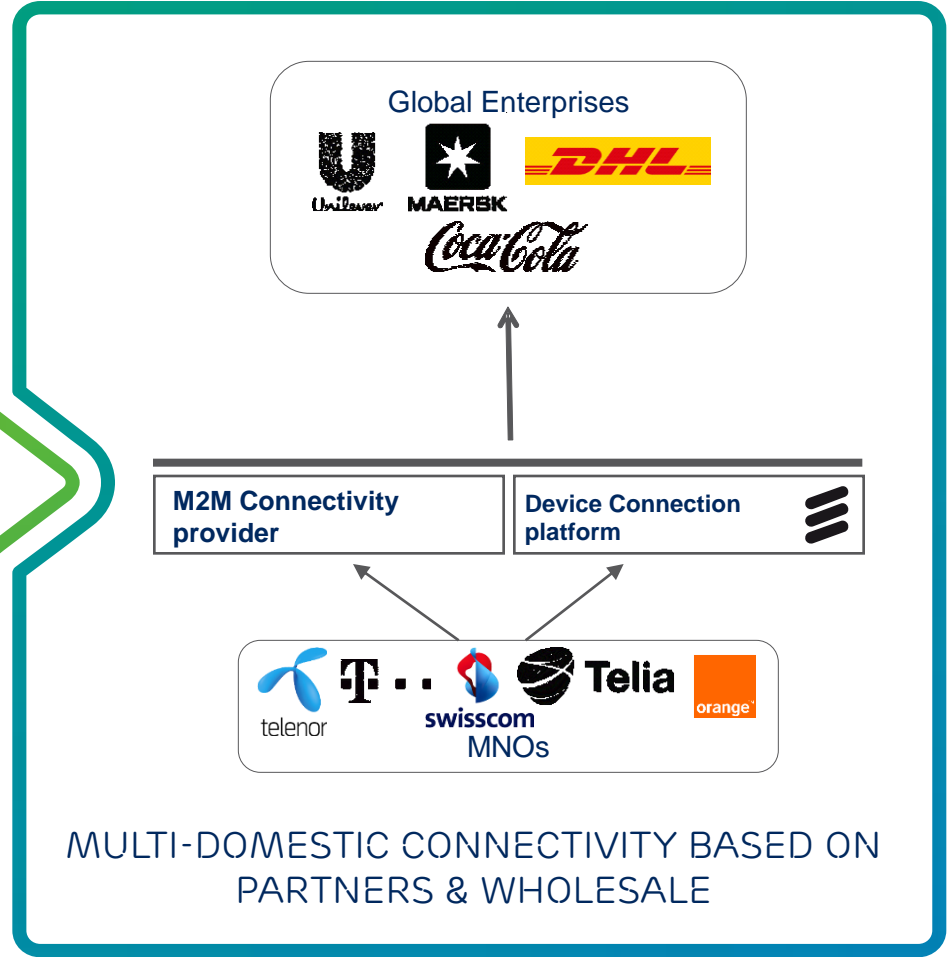 Global Enterprises
Unilever
MAERSK
DHL
Coca-Cola
M2M Connectivity
provider
Device Connection
platform
telenor
T
swisscom
Telia
orange™
MNOs
MULTI-DOMESTIC CONNECTIVITY BASED ON
PARTNERS & WHOLESALE